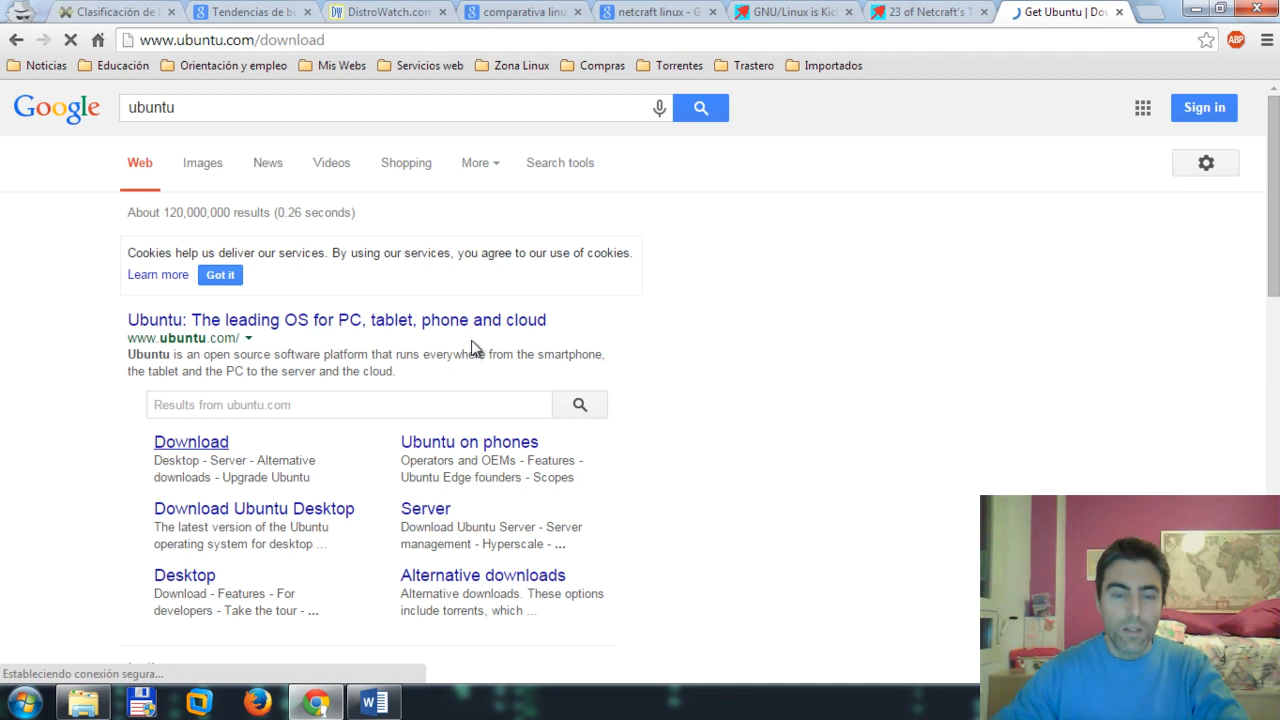 Clasificación de
Tendencias de bu
DistroWatch.com
comparativa linu
netcraft linux - G
GNU/Linux is Kic
23 of Netcraft's T
Get Ubuntu | Do
www.ubuntu.com/download
ABP
Noticias
Educación
Orientación y empleo
Mis Webs
Servicios web
Zona Linux
Compras
Torrentes
Trastero
Importados
Google
ubuntu
Sign in
Web
Images
News
Videos
Shopping
More
Search tools
About 120,000,000 results (0.26 seconds)
Cookies help us deliver our services. By using our services, you agree to our use of cookies.
Learn more
Got it
Ubuntu: The leading OS for PC, tablet, phone and cloud
www.ubuntu.com/
Ubuntu is an open source software platform that runs everywhere from the smartphone,
the tablet and the PC to the server and the cloud.
Results from ubuntu.com
Download
Desktop - Server - Alternative
downloads - Upgrade Ubuntu
Ubuntu on phones
Operators and OEMs - Features -
Ubuntu Edge founders - Scopes
Download Ubuntu Desktop
The latest version of the Ubuntu
operating system for desktop ...
Server
Download Ubuntu Server - Server
management - Hyperscale - ...
Desktop
Download - Features - For
developers - Take the tour - ...
Alternative downloads
Alternative downloads. These options
include torrents, which ...
Estableciendo conexión segura...